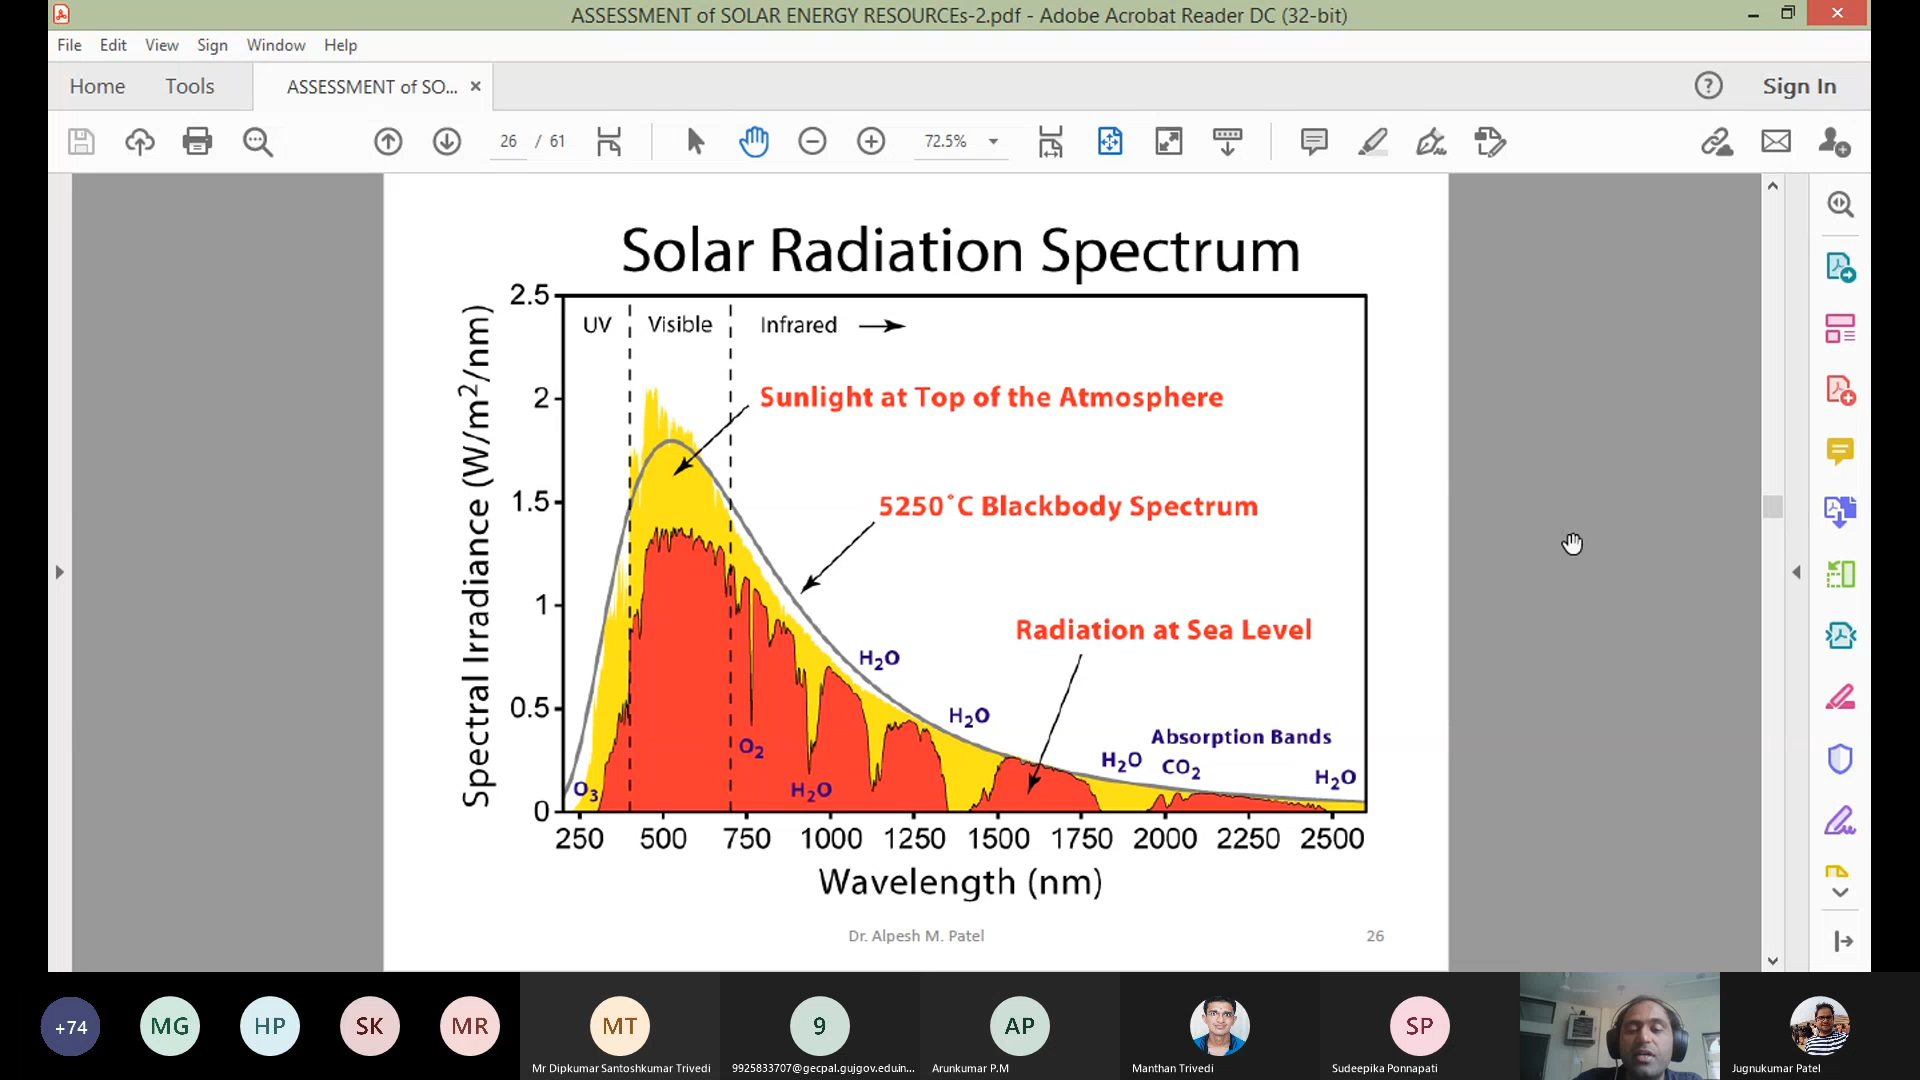 ASSESSMENT of SOLAR ENERGY RESOURCEs-2.pdf - Adobe Acrobat Reader DC (32-bit)
File Edit View Sign Window Help
Home Tools ASSESSMENT of SO... × Sign In
26 / 61 72.5%
Solar Radiation Spectrum
UV Visible Infrared
Sunlight at Top of the Atmosphere
5250°C Blackbody Spectrum
Radiation at Sea Level
H₂O
H₂O
Absorption Bands
H₂O CO₂ H₂O
O₂
O₃ H₂O
Spectral Irradiance (W/m²/nm)
2.5
2
1.5
1
0.5
0
250 500 750 1000 1250 1500 1750 2000 2250 2500
Wavelength (nm)
Dr. Alpesh M. Patel 26
+74 MG HP SK MR MT 9 AP SP
Mr Dipkumar Santoshkumar Trivedi 9925833707@gecpal.gujgov.edu.in... Arunkumar P.M Manthan Trivedi Sudeepika Ponnapati Jugnukumar Patel